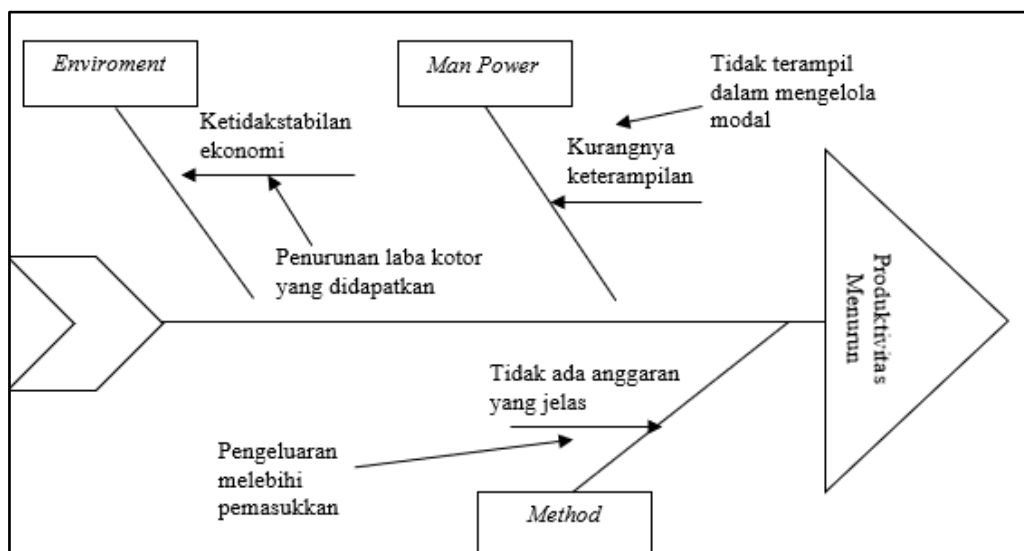 Enviroment
Man Power
Tidak terampil
dalam mengelola
modal
Ketidakstabilan
ekonomi
Kurangnya
keterampilan
Penurunan laba kotor
yang didapatkan
Produktivitas
Menurun
Tidak ada anggaran
yang jelas
Pengeluaran
melebihi
pemasukkan
Method